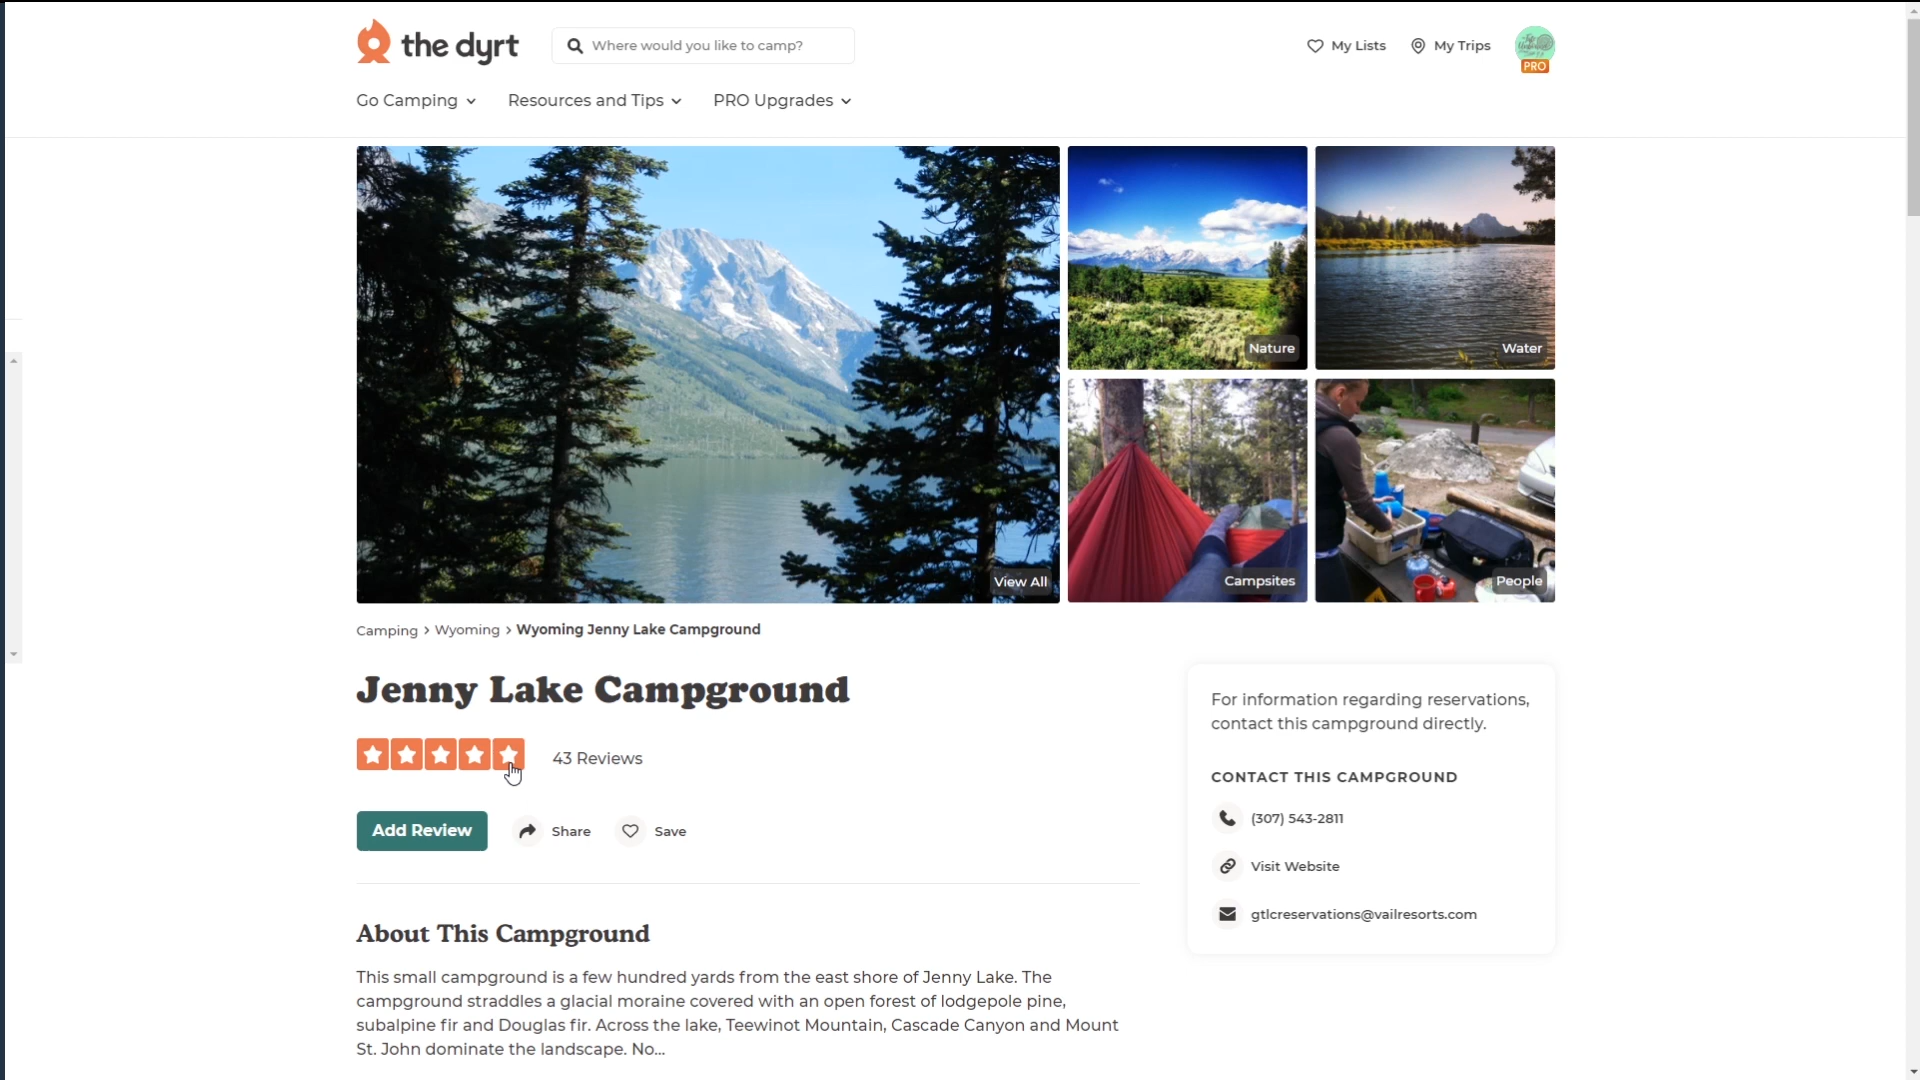 the dyrt
Where would you like to camp?
My Lists
My Trips
PRO
Go Camping
Resources and Tips
PRO Upgrades
View All
Nature
Water
Campsites
People
Camping > Wyoming > Wyoming Jenny Lake Campground
Jenny Lake Campground
43 Reviews
Add Review
Share
Save
About This Campground
This small campground is a few hundred yards from the east shore of Jenny Lake. The
campground straddles a glacial moraine covered with an open forest of lodgepole pine,
subalpine fir and Douglas fir. Across the lake, Teewinot Mountain, Cascade Canyon and Mount
St. John dominate the landscape. No...
For information regarding reservations,
contact this campground directly.
CONTACT THIS CAMPGROUND
(307) 543-2811
Visit Website
gtlcreservations@vailresorts.com